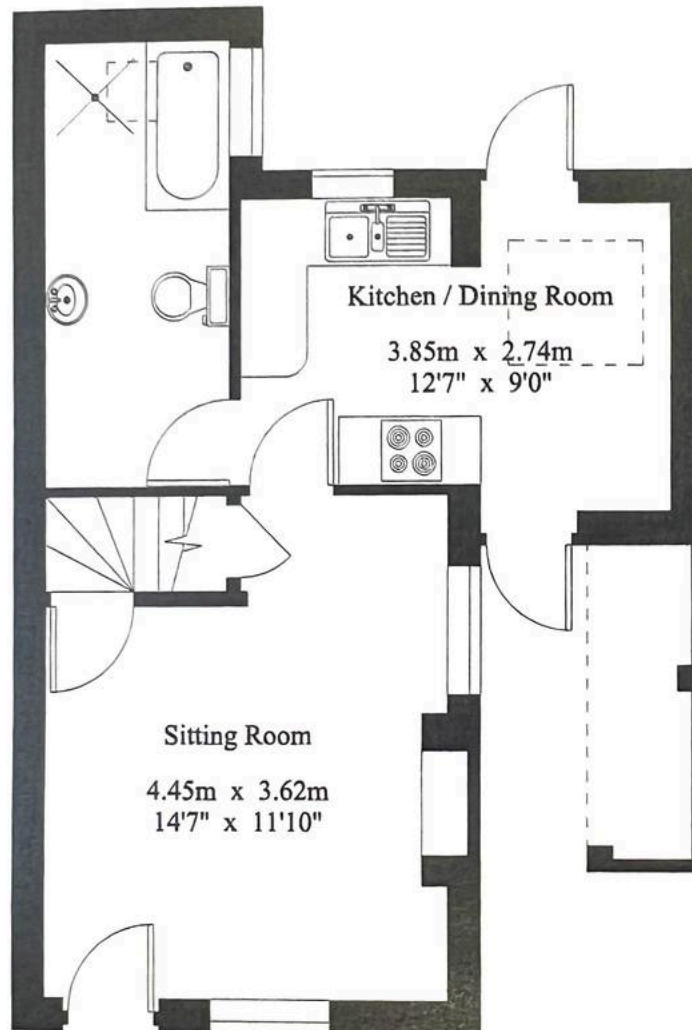 Kitchen / Dining Room
3.85m x 2.74m
12'7" x 9'0"
Sitting Room
4.45m x 3.62m
14'7" x 11'10"